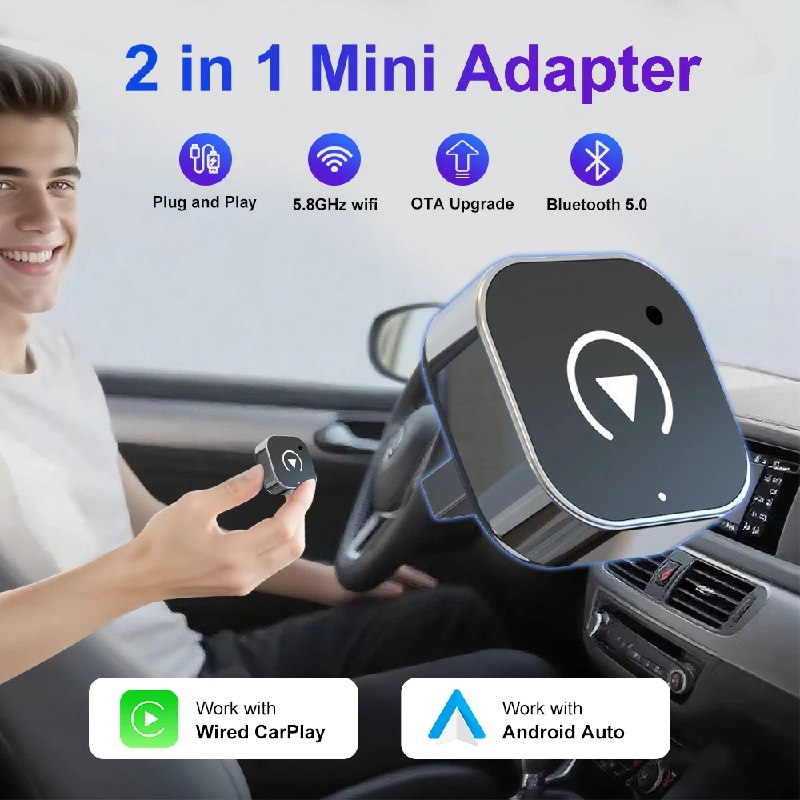 2 in 1 Mini Adapter
Plug and Play
5.8GHz wifi
OTA Upgrade
Bluetooth 5.0
Work with
Wired CarPlay
Work with
Android Auto